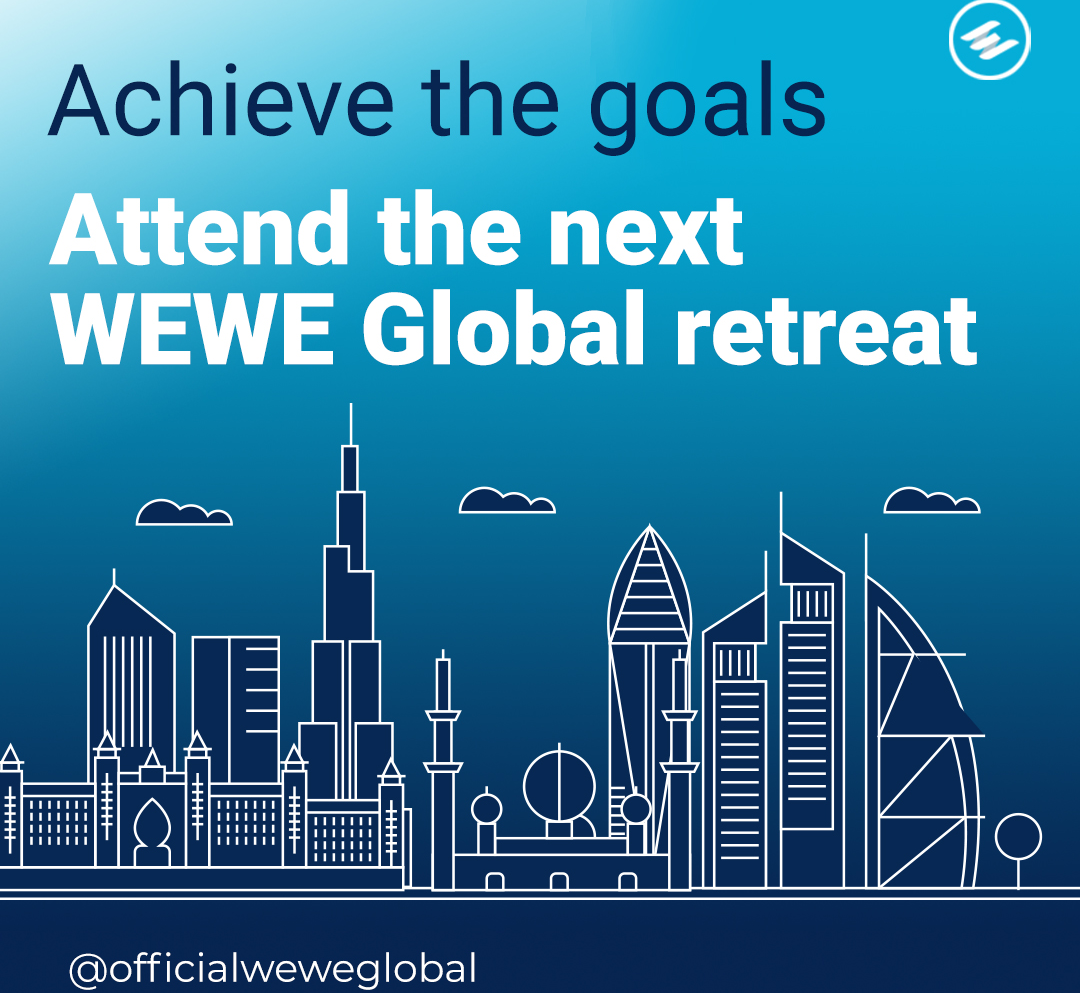 Achieve the goals
Attend the next
WEWE Global retreat
@officialweweglobal